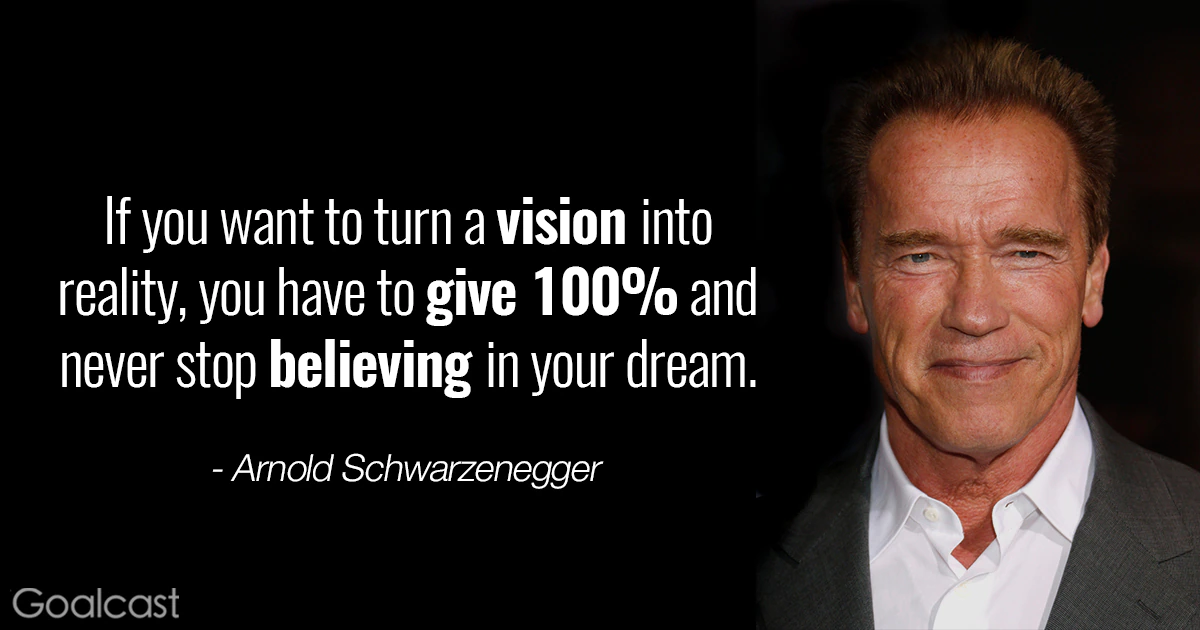 If you want to turn a vision into
reality, you have to give 100% and
never stop believing in your dream.
- Arnold Schwarzenegger
Goalcast